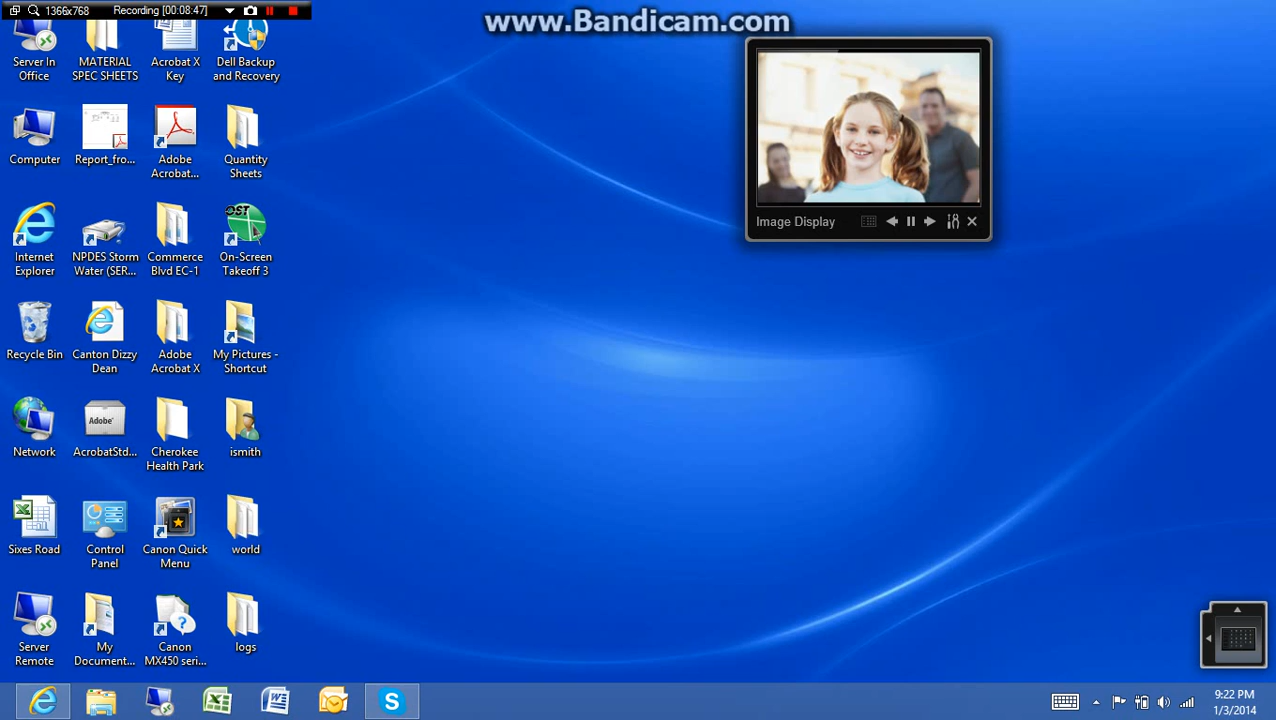 1366x768 Recording [00:08:47]
www.Bandicam.com
Server In
Office
MATERIAL
SPEC SHEETS
Acrobat X
Key
Dell Backup
and Recovery
Computer
Report_fro...
Adobe
Acrobat...
Quantity
Sheets
Internet
Explorer
NPDES Storm
Water (SER...
Commerce
Blvd EC-1
OST
On-Screen
Takeoff 3
Recycle Bin
Canton Dizzy
Dean
Adobe
Acrobat X
My Pictures -
Shortcut
Network
Adobe
AcrobatStd...
Cherokee
Health Park
ismith
Sixes Road
Control
Panel
Canon Quick
Menu
world
Server
Remote
My
Document...
Canon
MX450 seri...
logs
Image Display
9:22 PM
1/3/2014